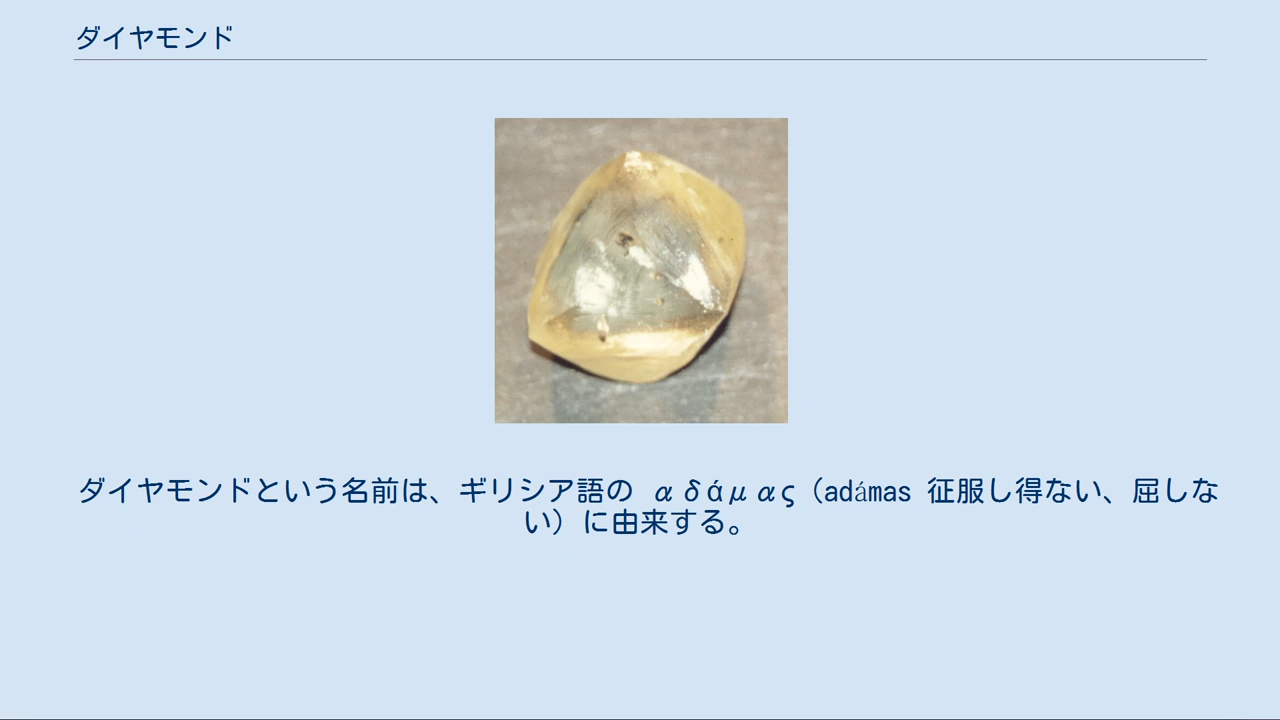 ダイヤモンド
ダイヤモンドという名前は、ギリシア語の αδάμας（adámas 征服し得ない、屈しな
い）に由来する。